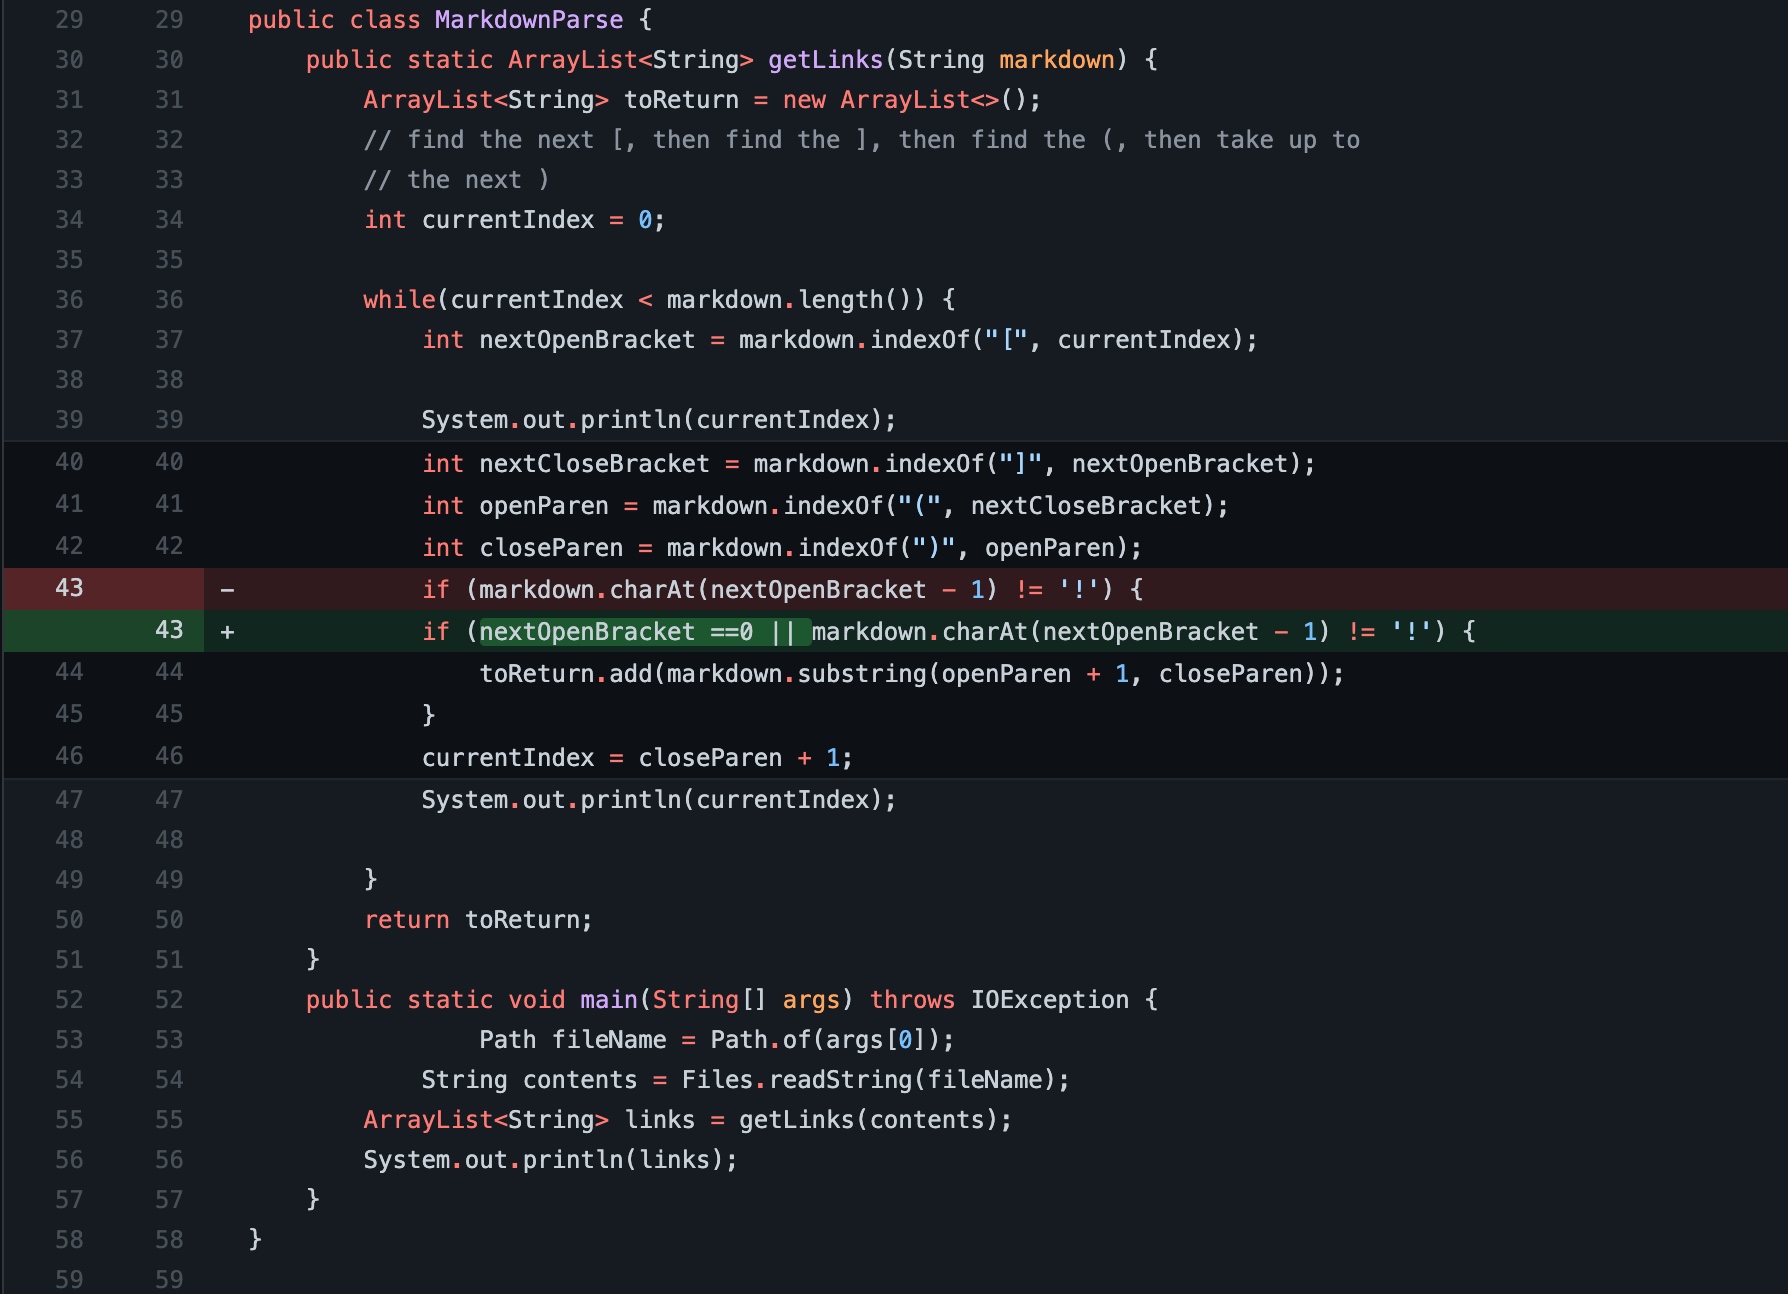 29 29 public class MarkdownParse {
30 30 public static ArrayList<String> getLinks(String markdown) {
31 31 ArrayList<String> toReturn = new ArrayList<>();
32 32 // find the next [, then find the ], then find the (, then take up to
33 33 // the next )
34 34 int currentIndex = 0;
35 35
36 36 while(currentIndex < markdown.length()) {
37 37 int nextOpenBracket = markdown.indexOf("[", currentIndex);
38 38
39 39 System.out.println(currentIndex);
40 40 int nextCloseBracket = markdown.indexOf("]", nextOpenBracket);
41 41 int openParen = markdown.indexOf("(", nextCloseBracket);
42 42 int closeParen = markdown.indexOf(")", openParen);
43 - if (markdown.charAt(nextOpenBracket - 1) != '!') {
43 + if (nextOpenBracket ==0 || markdown.charAt(nextOpenBracket - 1) != '!') {
44 44 toReturn.add(markdown.substring(openParen + 1, closeParen));
45 45 }
46 46 currentIndex = closeParen + 1;
47 47 System.out.println(currentIndex);
48 48
49 49 }
50 50 return toReturn;
51 51 }
52 52 public static void main(String[] args) throws IOException {
53 53 Path fileName = Path.of(args[0]);
54 54 String contents = Files.readString(fileName);
55 55 ArrayList<String> links = getLinks(contents);
56 56 System.out.println(links);
57 57 }
58 58 }
59 59